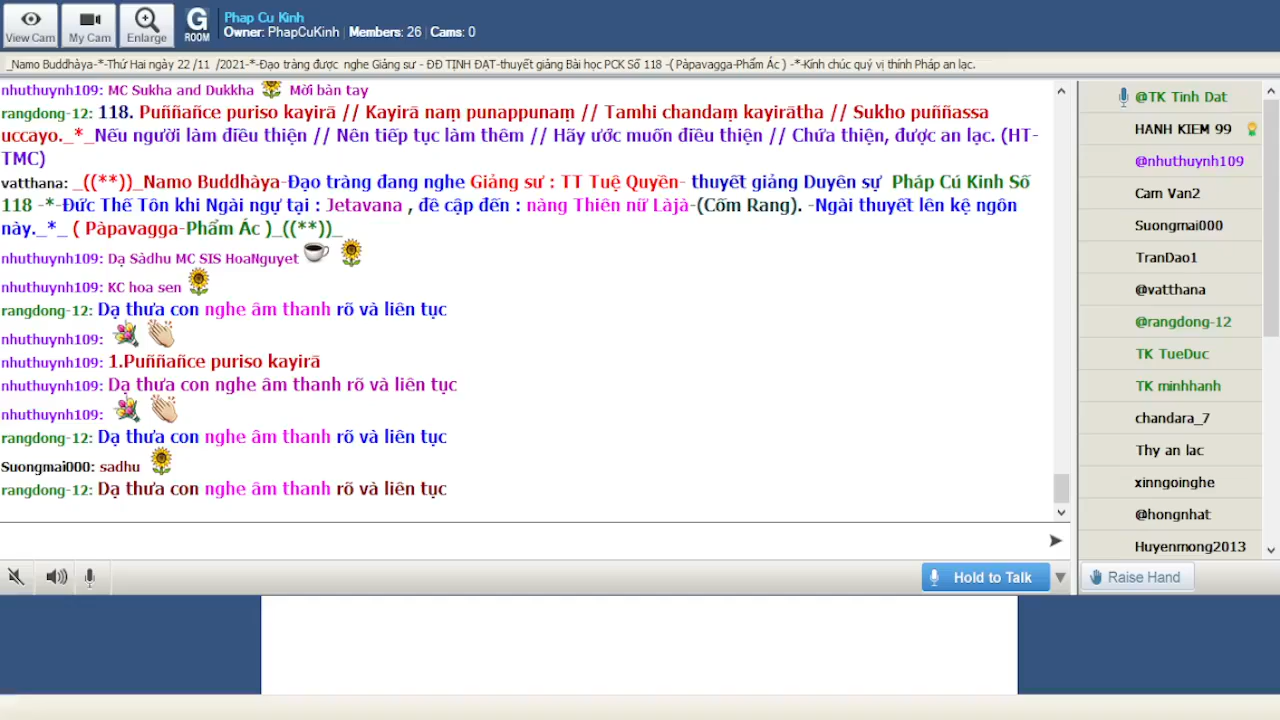 View Cam
My Cam
Enlarge
G
ROOM
Phap Cu Kinh
Owner: PhapCuKinh | Members: 26 | Cams: 0
_Namo Buddhàya-*-Thứ Hai ngày 22 /11 /2021-*-Đạo tràng được nghe Giảng sư - ĐĐ TỊNH ĐẠT-thuyết giảng Bài học PCK Số 118 -( Pàpavagga-Phẩm Ác ) -*-Kính chúc quý vị thính Pháp an lạc.
nhuthuynh109: MC Sukha and Dukkha Mời bàn tay
rangdong-12: 118. Puññañce puriso kayirā // Kayirā naṃ punappunaṃ // Tamhi chandaṃ kayirātha // Sukho puññassa
uccayo._*_Nếu người làm điều thiện // Nên tiếp tục làm thêm // Hãy ước muốn điều thiện // Chứa thiện, được an lạc. (HT-
TMC)
vatthana: _((**))_Namo Buddhàya-Đạo tràng đang nghe Giảng sư : TT Tuệ Quyền- thuyết giảng Duyên sự Pháp Cú Kinh Số
118 -*-Đức Thế Tôn khi Ngài ngự tại : Jetavana , đề cập đến : nàng Thiên nữ Làjà-(Cốm Rang). -Ngài thuyết lên kệ ngôn
này._*_ ( Pàpavagga-Phẩm Ác )_((**))_
nhuthuynh109: Dạ Sàdhu MC SIS HoaNguyet
nhuthuynh109: KC hoa sen
rangdong-12: Dạ thưa con nghe âm thanh rõ và liên tục
nhuthuynh109:
nhuthuynh109: 1.Puññañce puriso kayirā
nhuthuynh109: Dạ thưa con nghe âm thanh rõ và liên tục
nhuthuynh109:
rangdong-12: Dạ thưa con nghe âm thanh rõ và liên tục
Suongmai000: sadhu
rangdong-12: Dạ thưa con nghe âm thanh rõ và liên tục
Hold to Talk
@TK Tinh Dat
HANH KIEM 99
@nhuthuynh109
Cam Van2
Suongmai000
TranDao1
@vatthana
@rangdong-12
TK TueDuc
TK minhhanh
chandara_7
Thy an lac
xinngoinghe
@hongnhat
Huyenmong2013
Raise Hand